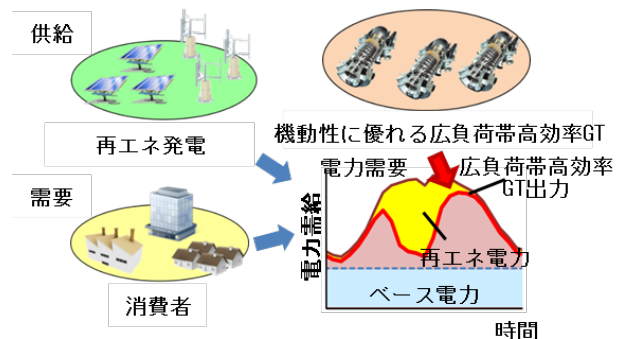 供給
再エネ発電
機動性に優れる広負荷帯高効率GT
需要
消費者
電力需要
広負荷帯高効率
GT出力
電力需給
再エネ電力
ベース電力
時間